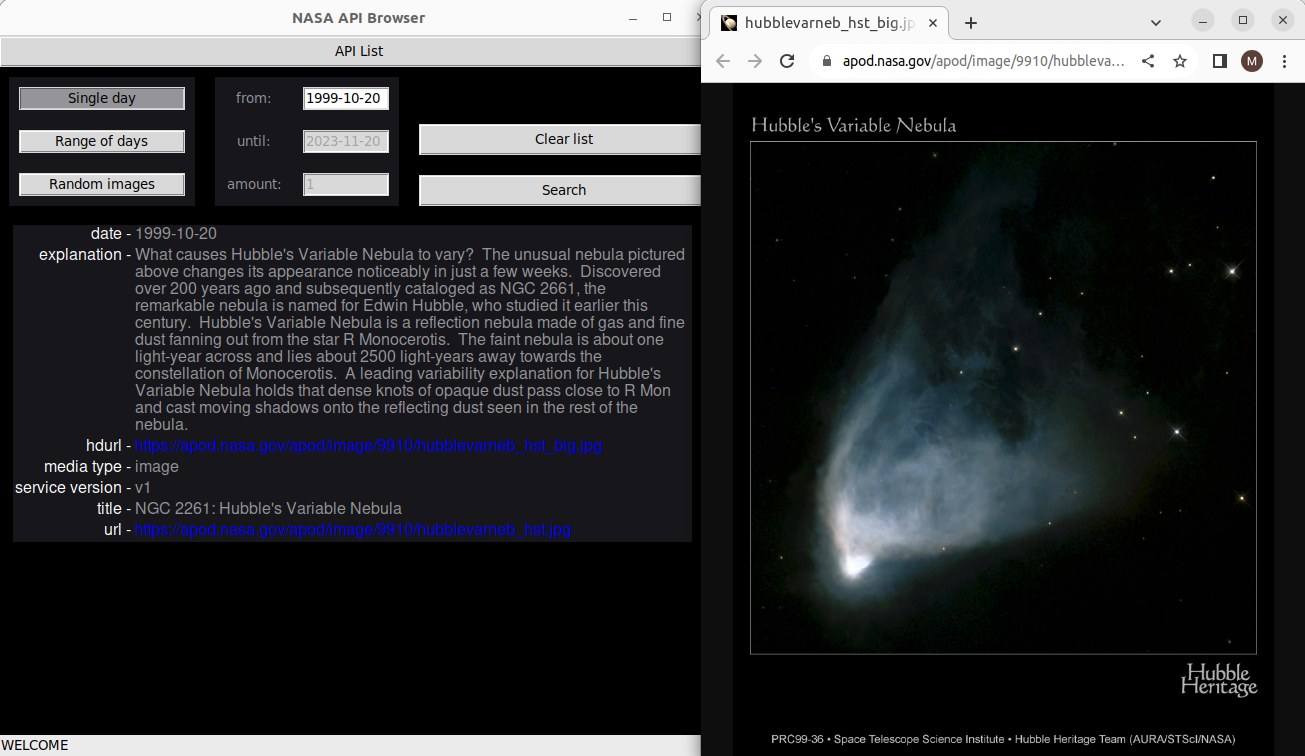 NASA API Browser
API List
Single day
Range of days
Random images
from:
1999-10-20
until:
2023-11-20
amount:
1
Clear list
Search
date - 1999-10-20
explanation - What causes Hubble's Variable Nebula to vary?  The unusual nebula pictured
above changes its appearance noticeably in just a few weeks.  Discovered
over 200 years ago and subsequently cataloged as NGC 2661, the
remarkable nebula is named for Edwin Hubble, who studied it earlier this
century.  Hubble's Variable Nebula is a reflection nebula made of gas and fine
dust fanning out from the star R Monocerotis.  The faint nebula is about one
light-year across and lies about 2500 light-years away towards the
constellation of Monocerotis.  A leading variability explanation for Hubble's
Variable Nebula holds that dense knots of opaque dust pass close to R Mon
and cast moving shadows onto the reflecting dust seen in the rest of the
nebula.
hdurl - https://apod.nasa.gov/apod/image/9910/hubblevarneb_hst_big.jpg
media type - image
service version - v1
title - NGC 2261: Hubble's Variable Nebula
url - https://apod.nasa.gov/apod/image/9910/hubblevarneb_hst.jpg
WELCOME
hubblevarneb_hst_big.jp
apod.nasa.gov/apod/image/9910/hubbleva...
M
Hubble's Variable Nebula
Hubble
Heritage
PRC99-36 • Space Telescope Science Institute • Hubble Heritage Team (AURA/STScI/NASA)